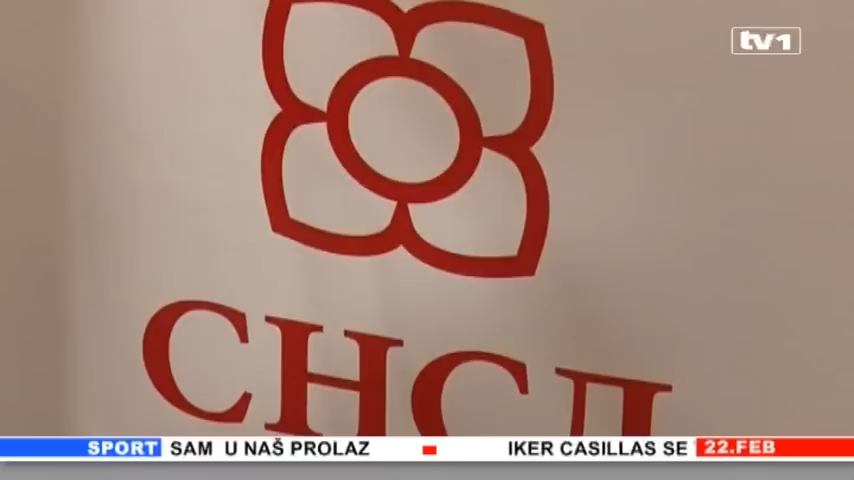 tv1
СНСД
SPORT SAM U NAŠ PROLAZ IKER CASILLAS SE 22.FEB